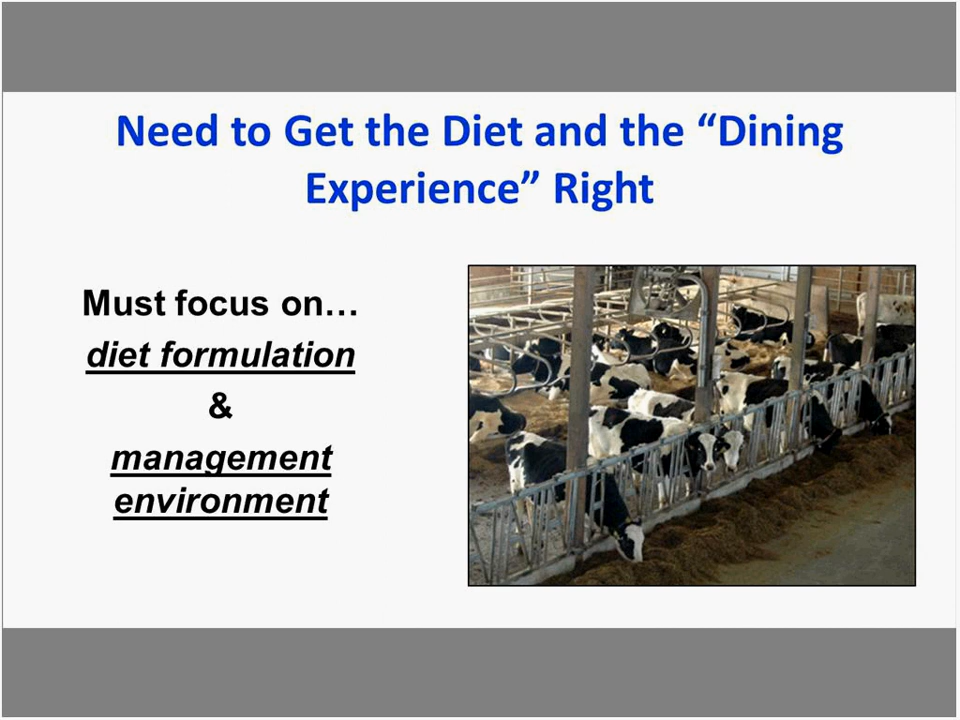 Need to Get the Diet and the “Dining
Experience” Right
Must focus on…
diet formulation
&
management
environment